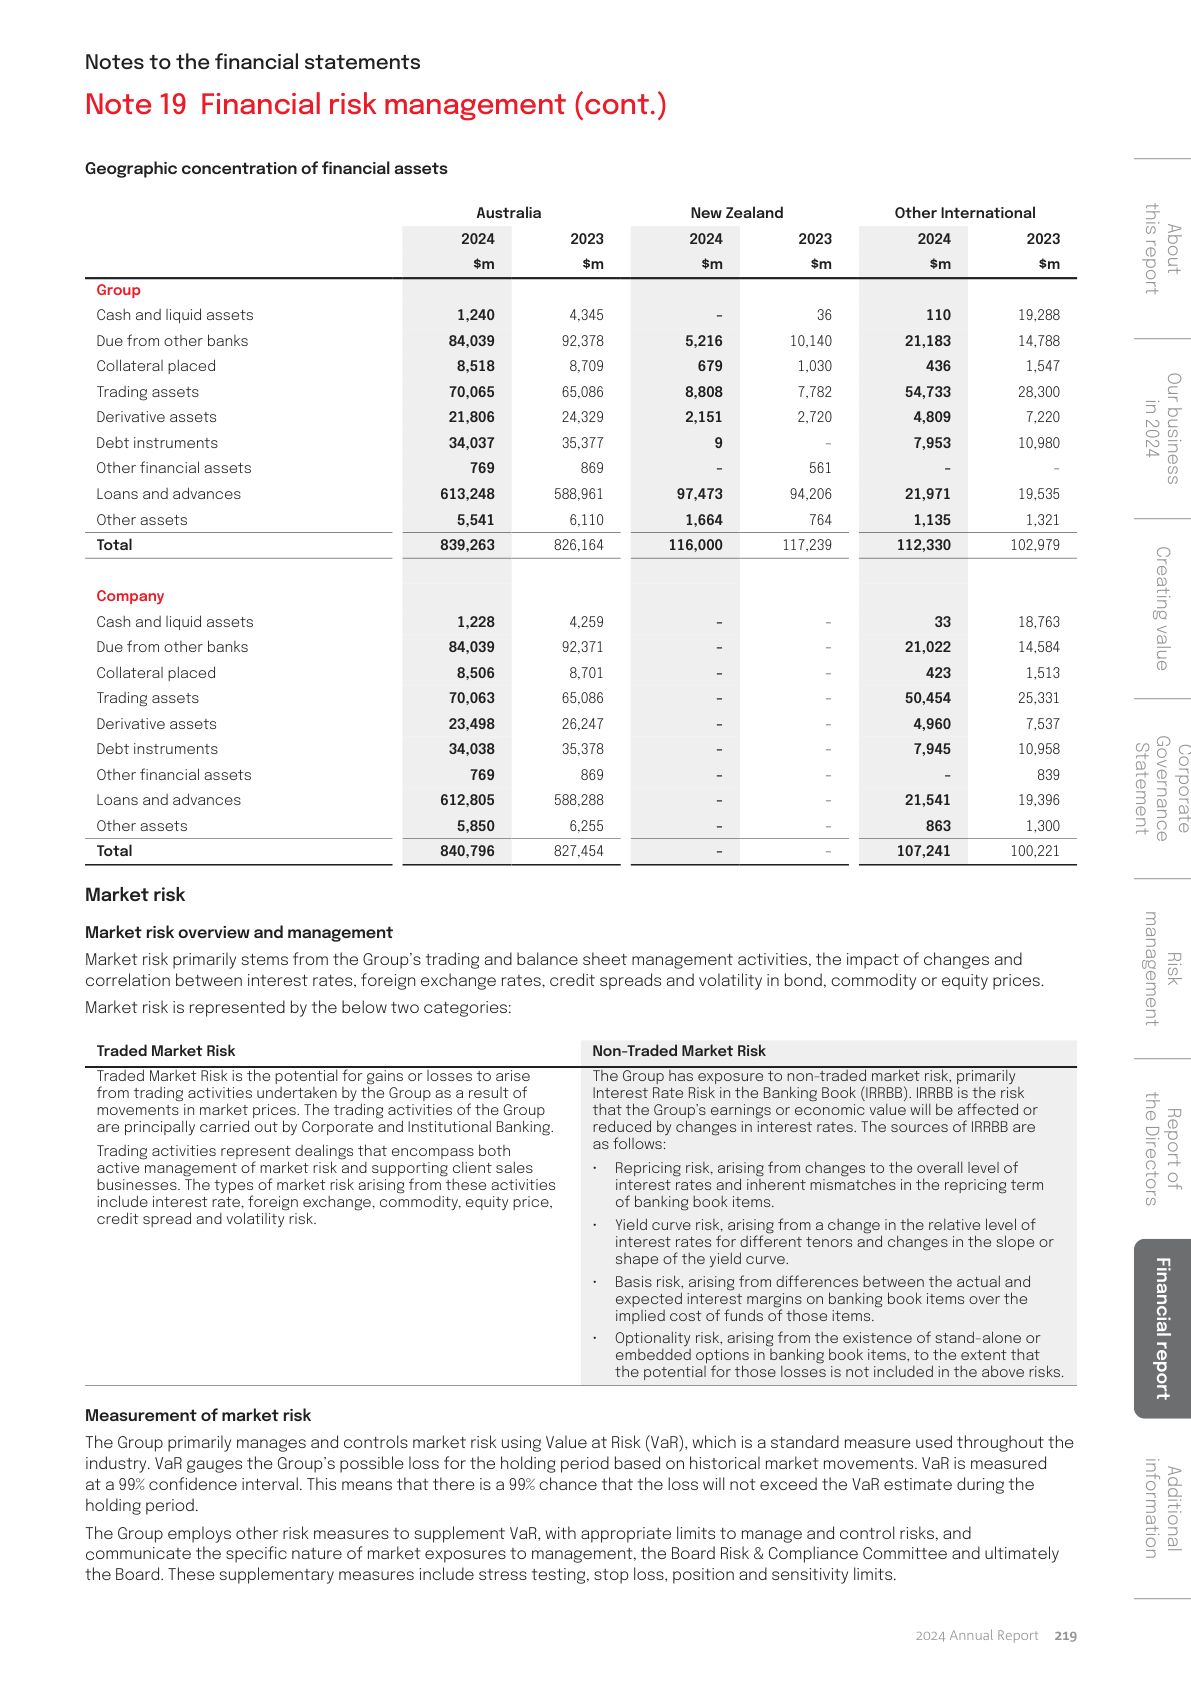 Notes to the financial statements
Note 19 Financial risk management (cont.)
Geographic concentration of financial assets
Australia New Zealand Other International
2024 2023 2024 2023 2024 2023
$m $m $m $m $m $m
Group
Cash and liquid assets 1,240 4,345 – 36 110 19,288
Due from other banks 84,039 92,378 5,216 10,140 21,183 14,788
Collateral placed 8,518 8,709 679 1,030 436 1,547
Trading assets 70,065 65,086 8,808 7,782 54,733 28,300
Derivative assets 21,806 24,329 2,151 2,720 4,809 7,220
Debt instruments 34,037 35,377 9 – 7,953 10,980
Other financial assets 769 869 – 561 – –
Loans and advances 613,248 588,961 97,473 94,206 21,971 19,535
Other assets 5,541 6,110 1,664 764 1,135 1,321
Total 839,263 826,164 116,000 117,239 112,330 102,979
Company
Cash and liquid assets 1,228 4,259 – – 33 18,763
Due from other banks 84,039 92,371 – – 21,022 14,584
Collateral placed 8,506 8,701 – – 423 1,513
Trading assets 70,063 65,086 – – 50,454 25,331
Derivative assets 23,498 26,247 – – 4,960 7,537
Debt instruments 34,038 35,378 – – 7,945 10,958
Other financial assets 769 869 – – – 839
Loans and advances 612,805 588,288 – – 21,541 19,396
Other assets 5,850 6,255 – – 863 1,300
Total 840,796 827,454 – – 107,241 100,221
Market risk
Market risk overview and management
Market risk primarily stems from the Group's trading and balance sheet management activities, the impact of changes and
correlation between interest rates, foreign exchange rates, credit spreads and volatility in bond, commodity or equity prices.
Market risk is represented by the below two categories:
Traded Market Risk
Traded Market Risk is the potential for gains or losses to arise
from trading activities undertaken by the Group as a result of
movements in market prices. The trading activities of the Group
are principally carried out by Corporate and Institutional Banking.
Trading activities represent dealings that encompass both
active management of market risk and supporting client sales
businesses. The types of market risk arising from these activities
include interest rate, foreign exchange, commodity, equity price,
credit spread and volatility risk.
Non-Traded Market Risk
The Group has exposure to non-traded market risk, primarily
Interest Rate Risk in the Banking Book (IRRBB). IRRBB is the risk
that the Group's earnings or economic value will be affected or
reduced by changes in interest rates. The sources of IRRBB are
as follows:
• Repricing risk, arising from changes to the overall level of
interest rates and inherent mismatches in the repricing term
of banking book items.
• Yield curve risk, arising from a change in the relative level of
interest rates for different tenors and changes in the slope or
shape of the yield curve.
• Basis risk, arising from differences between the actual and
expected interest margins on banking book items over the
implied cost of funds of those items.
• Optionality risk, arising from the existence of stand-alone or
embedded options in banking book items, to the extent that
the potential for those losses is not included in the above risks.
Measurement of market risk
The Group primarily manages and controls market risk using Value at Risk (VaR), which is a standard measure used throughout the
industry. VaR gauges the Group's possible loss for the holding period based on historical market movements. VaR is measured
at a 99% confidence interval. This means that there is a 99% chance that the loss will not exceed the VaR estimate during the
holding period.
The Group employs other risk measures to supplement VaR, with appropriate limits to manage and control risks, and
communicate the specific nature of market exposures to management, the Board Risk & Compliance Committee and ultimately
the Board. These supplementary measures include stress testing, stop loss, position and sensitivity limits.
2024 Annual Report 219
About
this report
Our business
in 2024
Creating value
Corporate
Governance
Statement
Risk
management
Report of
the Directors
Financial report
Additional
information